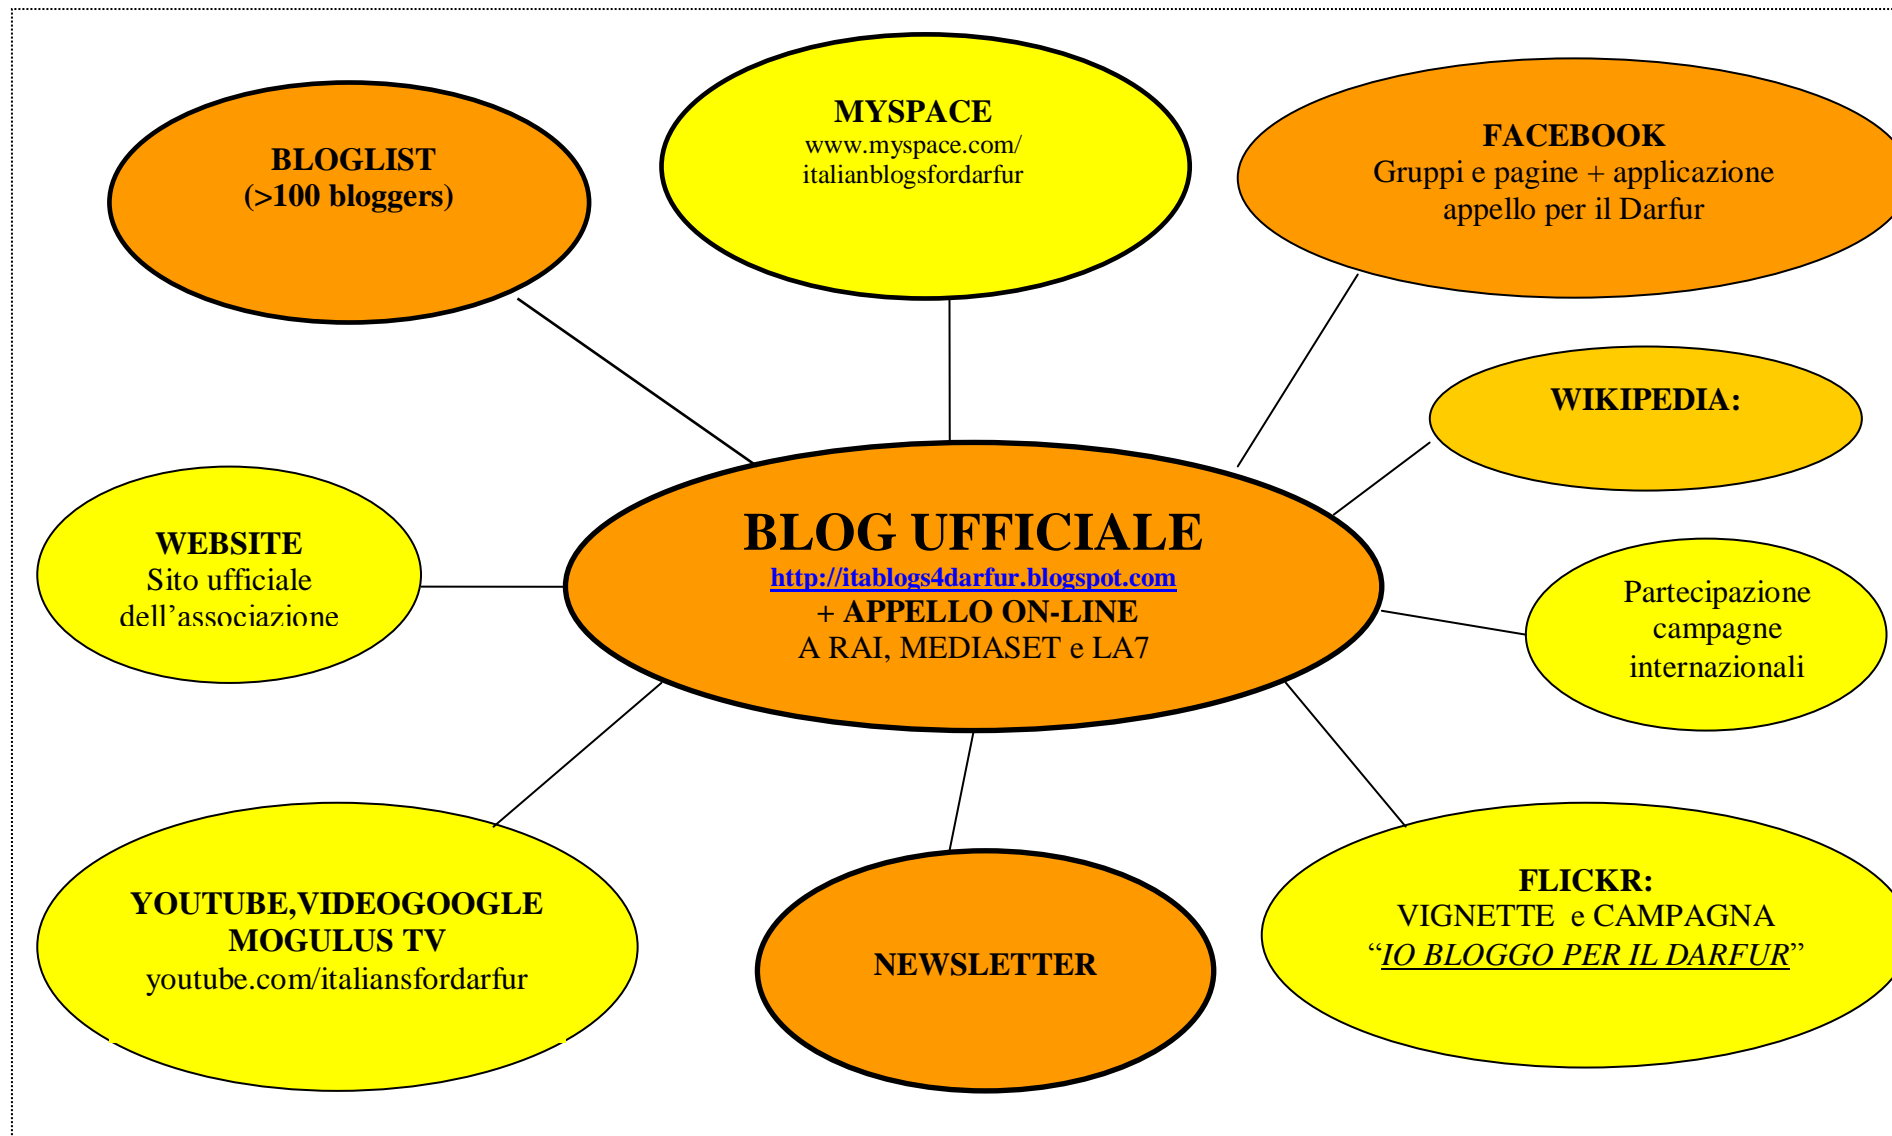 MYSPACE
www.myspace.com/
italianblogsfordarfur
BLOGLIST
(>100 bloggers)
FACEBOOK
Gruppi e pagine + applicazione
appello per il Darfur
WIKIPEDIA:
WEBSITE
Sito ufficiale
dell’associazione
BLOG UFFICIALE
http://itablogs4darfur.blogspot.com
+ APPELLO ON-LINE
A RAI, MEDIASET e LA7
Partecipazione
campagne
internazionali
YOUTUBE,VIDEOGOOGLE
MOGULUS TV
youtube.com/italiansfordarfur
NEWSLETTER
FLICKR:
VIGNETTE e CAMPAGNA
“IO BLOGGO PER IL DARFUR”